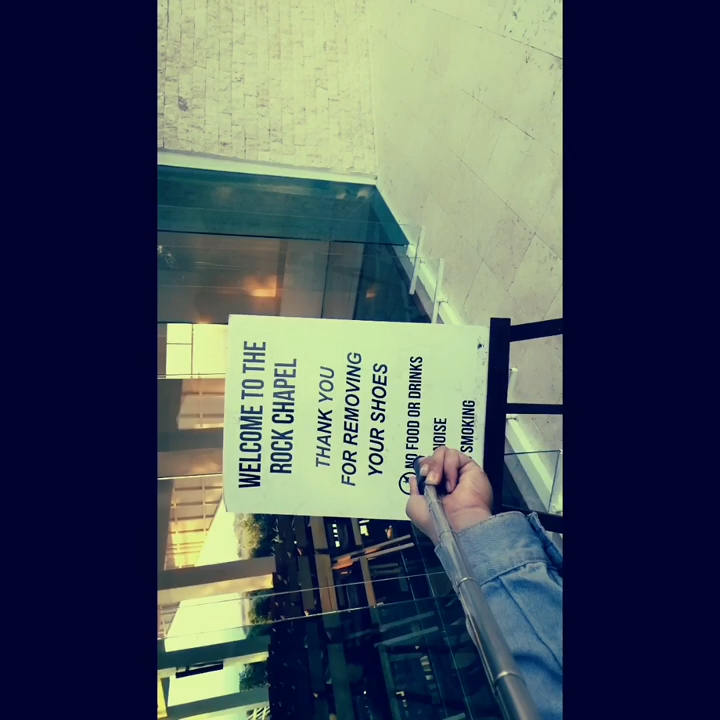 WELCOME TO THE
ROCK CHAPEL
THANK YOU
FOR REMOVING
YOUR SHOES
NO FOOD OR DRINKS
NOISE
SMOKING